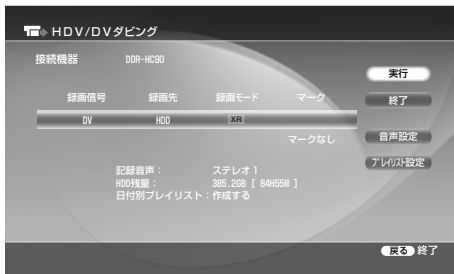 HDV/DVダビング
接続機器 DDR-HC90
実行
録画信号 録画先 録画モード マーク
終了
DV HDD XR
マークなし
音声設定
プレイリスト設定
記録音声： ステレオ1
HDD残量： 385.2GB [ 84H55M ]
日付別プレイリスト：作成する
戻る 終了